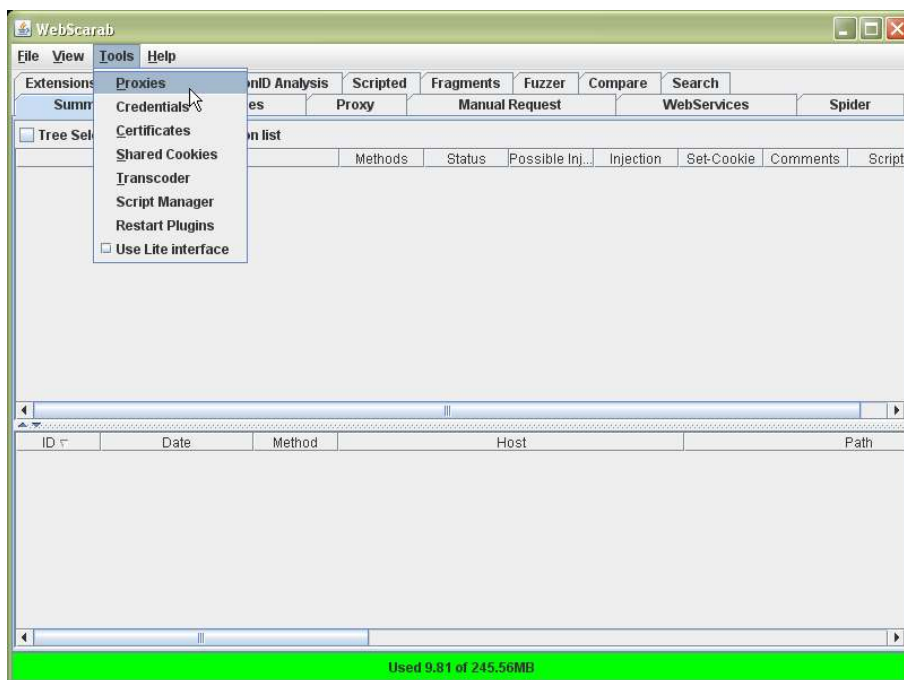 WebScarab
File View Tools Help
Extensions Proxies onID Analysis Scripted Fragments Fuzzer Compare Search
Summ Credentials es Proxy Manual Request WebServices Spider
Tree Sele Certificates n list
Shared Cookies Methods Status Possible Inj... Injection Set-Cookie Comments Script
Transcoder
Script Manager
Restart Plugins
Use Lite interface
ID Date Method Host Path
Used 9.81 of 245.56MB